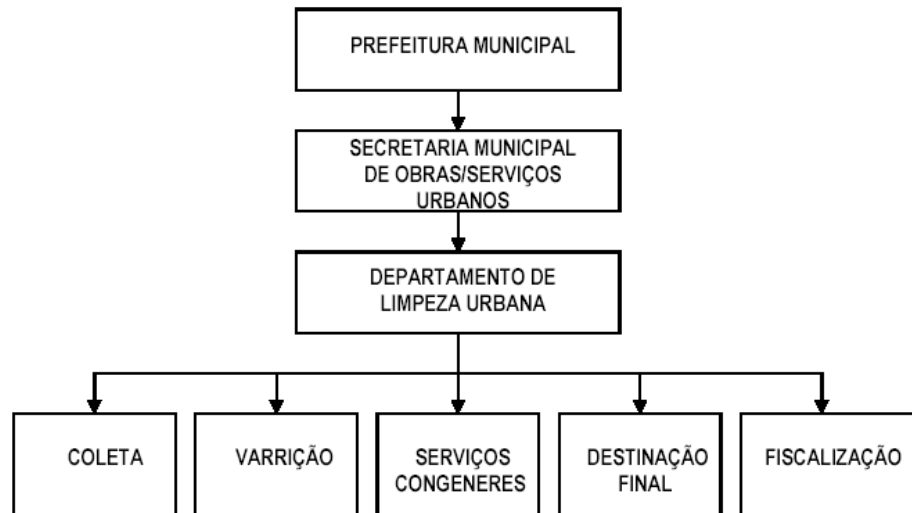 PREFEITURA MUNICIPAL
SECRETARIA MUNICIPAL
DE OBRAS/SERVIÇOS
URBANOS
DEPARTAMENTO DE
LIMPEZA URBANA
COLETA
VARRIÇÃO
SERVIÇOS
CONGENERES
DESTINAÇÃO
FINAL
FISCALIZAÇÃO